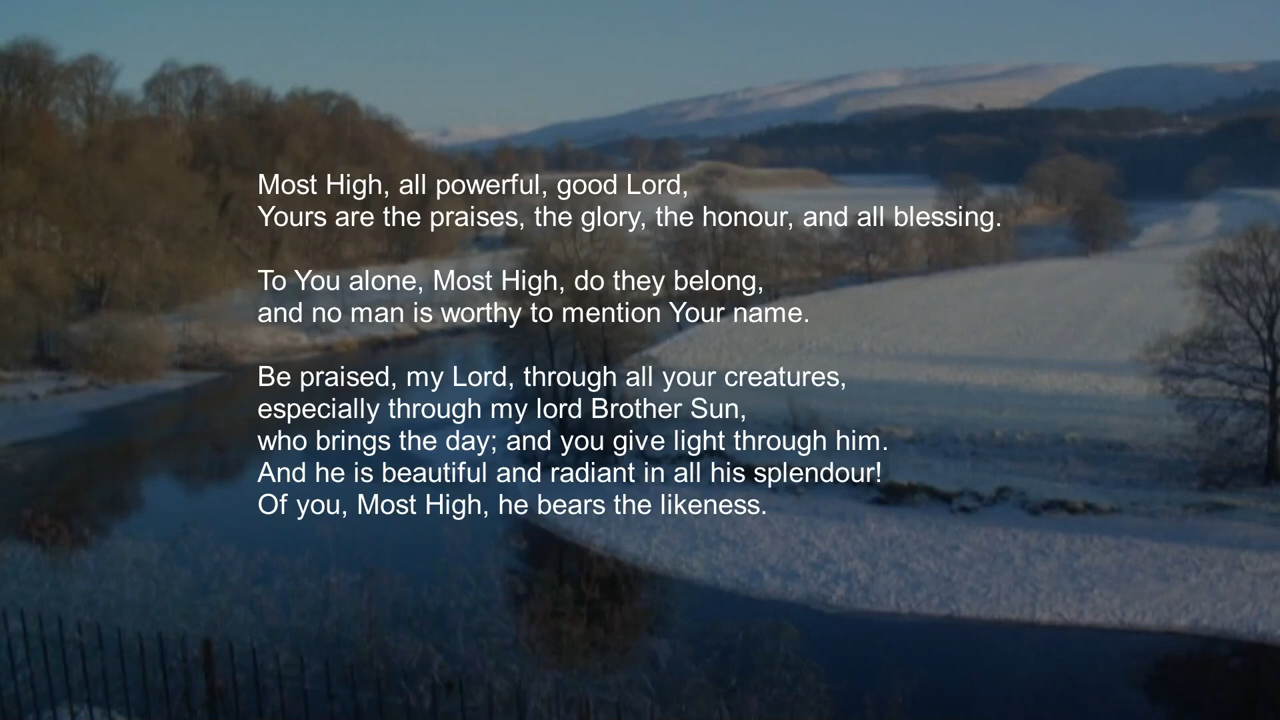 Most High, all powerful, good Lord,
Yours are the praises, the glory, the honour, and all blessing.
To You alone, Most High, do they belong,
and no man is worthy to mention Your name.
Be praised, my Lord, through all your creatures,
especially through my lord Brother Sun,
who brings the day; and you give light through him.
And he is beautiful and radiant in all his splendour!
Of you, Most High, he bears the likeness.